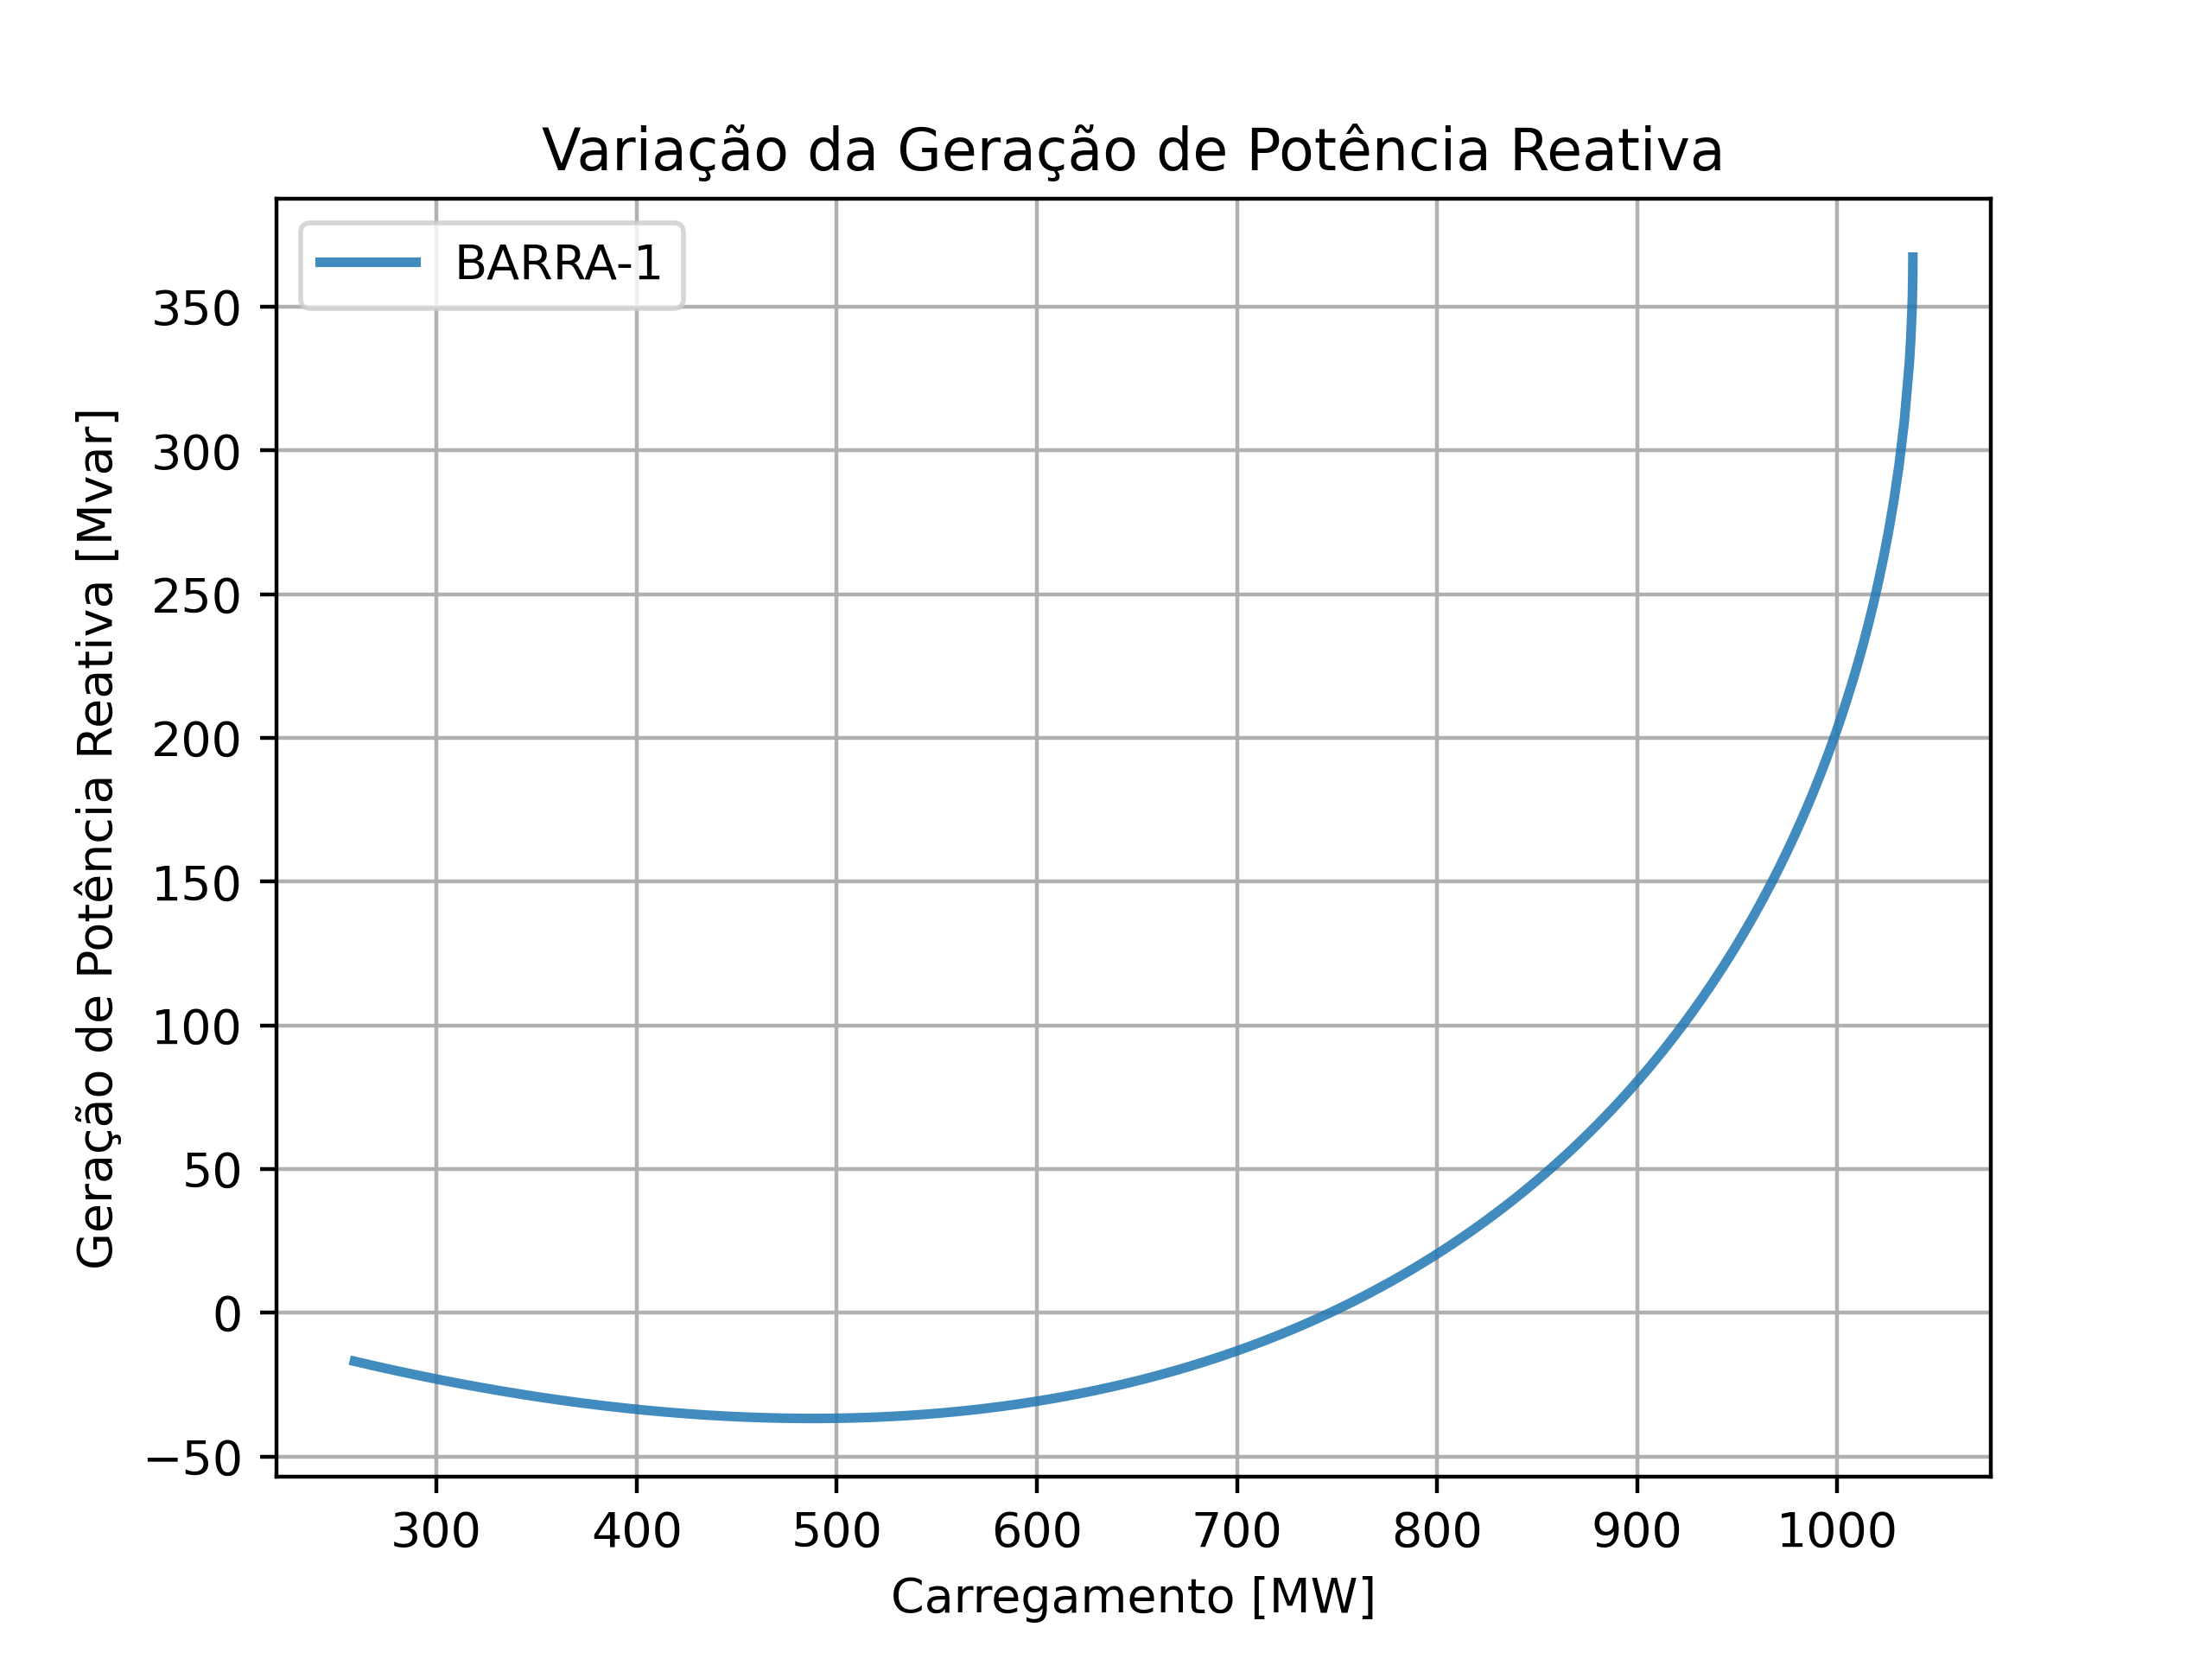 Variação da Geração de Potência Reativa
BARRA-1
Geração de Potência Reativa [Mvar]
350
300
250
200
150
100
50
0
−50
300 400 500 600 700 800 900 1000
Carregamento [MW]